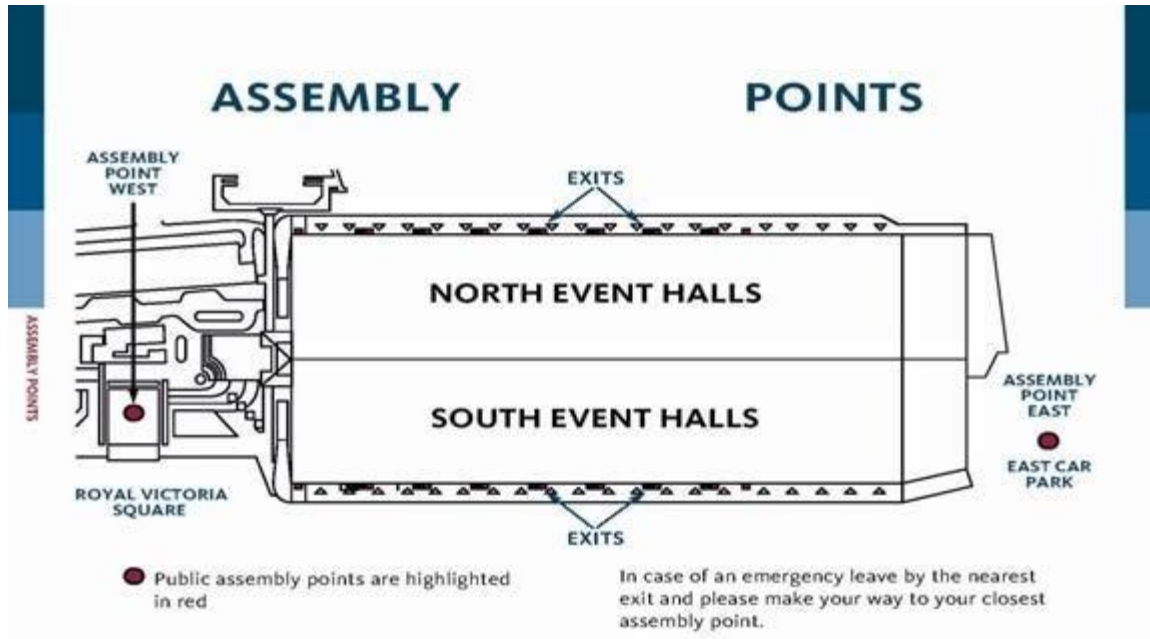 ASSEMBLY POINTS
ASSEMBLY
POINT
WEST
EXITS
NORTH EVENT HALLS
ASSEMBLY POINTS
SOUTH EVENT HALLS
ASSEMBLY
POINT
EAST
EAST CAR
PARK
ROYAL VICTORIA
SQUARE
EXITS
Public assembly points are highlighted
in red
In case of an emergency leave by the nearest
exit and please make your way to your closest
assembly point.